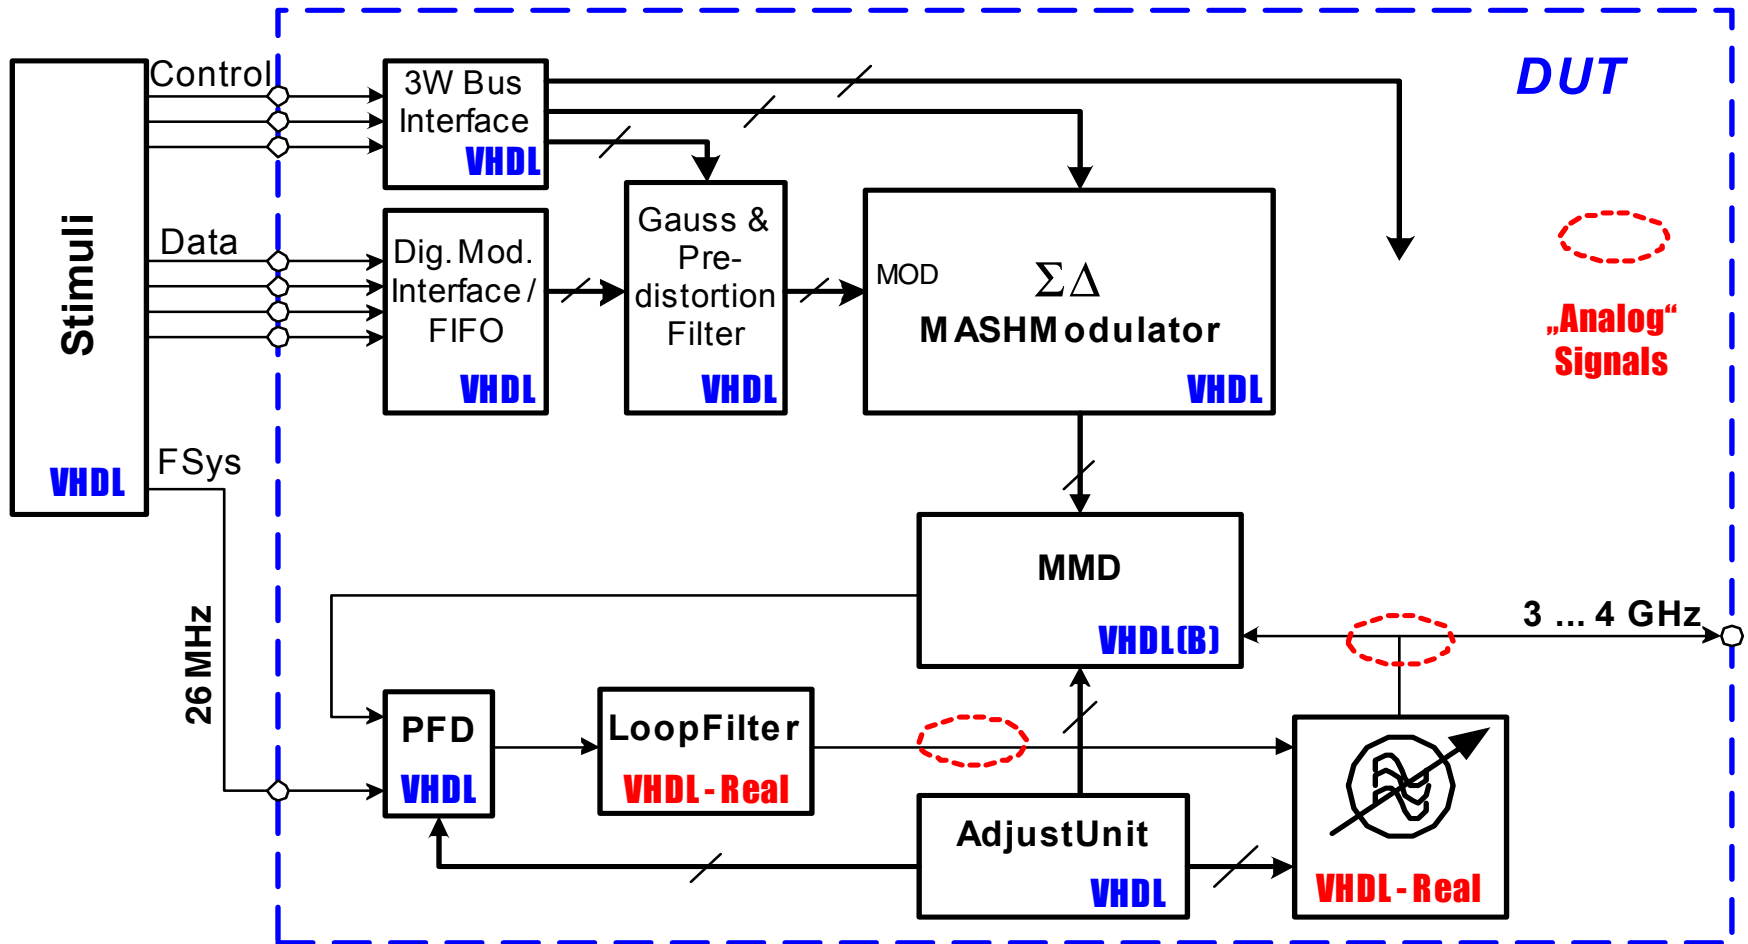 Control
3W Bus
Interface
VHDL
DUT
Stimuli
VHDL
Data
Dig. Mod.
Interface /
FIFO
VHDL
Gauss &
Pre-
distortion
Filter
VHDL
MOD
ΣΔ
MASHModulator
VHDL
„Analog“
Signals
FSys
26 MHz
MMD
VHDL(B)
3 ... 4 GHz
PFD
VHDL
LoopFilter
VHDL-Real
AdjustUnit
VHDL
VHDL-Real